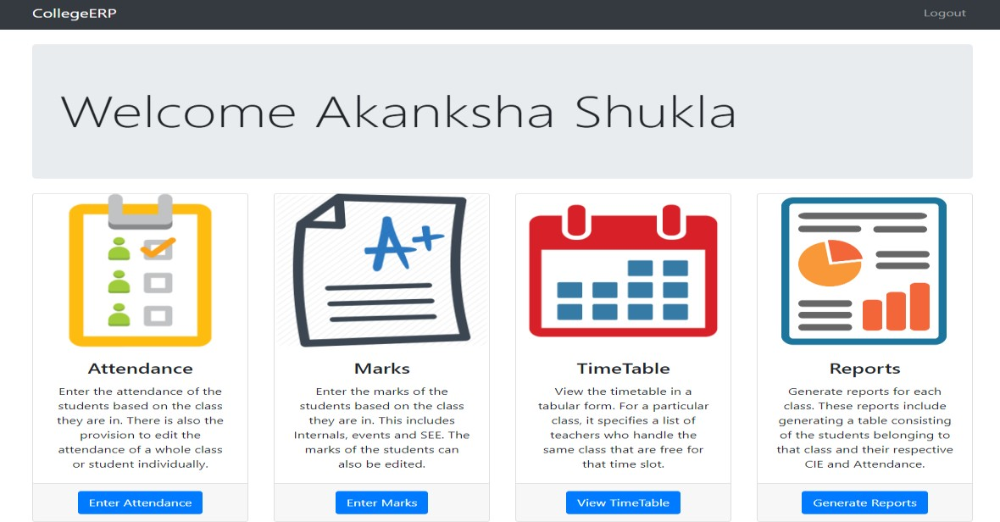 CollegeERP
Logout
Welcome Akanksha Shukla
A+
Attendance
Enter the attendance of the
students based on the class
they are in. There is also the
provision to edit the
attendance of a whole class
or student individually.
Enter Attendance
Marks
Enter the marks of the
students based on the class
they are in. This includes
Internals, events and SEE. The
marks of the students can
also be edited.
Enter Marks
TimeTable
View the timetable in a
tabular form. For a particular
class, it specifies a list of
teachers who handle the
same class that are free for
that time slot.
View TimeTable
Reports
Generate reports for each
class. These reports include
generating a table consisting
of the students belonging to
that class and their respective
CIE and Attendance.
Generate Reports